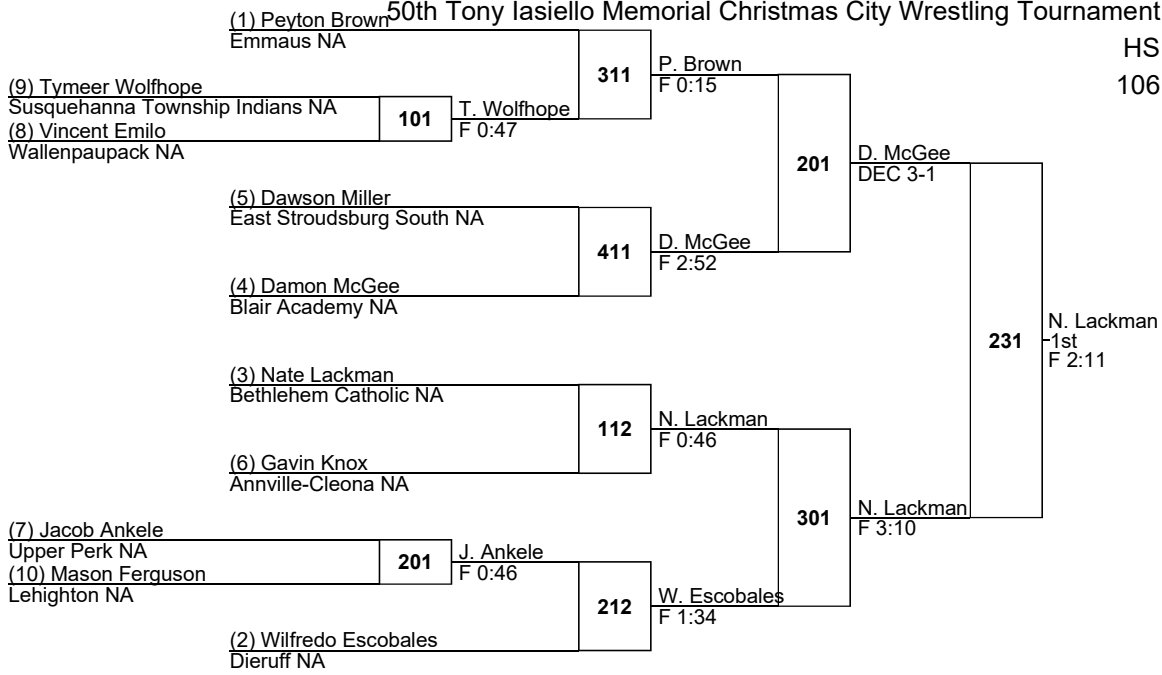 50th Tony Iasiello Memorial Christmas City Wrestling Tournament
HS
106
(1) Peyton Brown
Emmaus NA
311
P. Brown
F 0:15
(9) Tymeer Wolfhope
Susquehanna Township Indians NA
101
T. Wolfhope
F 0:47
(8) Vincent Emilo
Wallenpaupack NA
201
D. McGee
DEC 3-1
(5) Dawson Miller
East Stroudsburg South NA
411
D. McGee
F 2:52
(4) Damon McGee
Blair Academy NA
231
N. Lackman
1st
F 2:11
(3) Nate Lackman
Bethlehem Catholic NA
112
N. Lackman
F 0:46
(6) Gavin Knox
Annville-Cleona NA
301
N. Lackman
F 3:10
(7) Jacob Ankele
Upper Perk NA
201
J. Ankele
F 0:46
(10) Mason Ferguson
Lehighton NA
212
W. Escobales
F 1:34
(2) Wilfredo Escobales
Dieruff NA